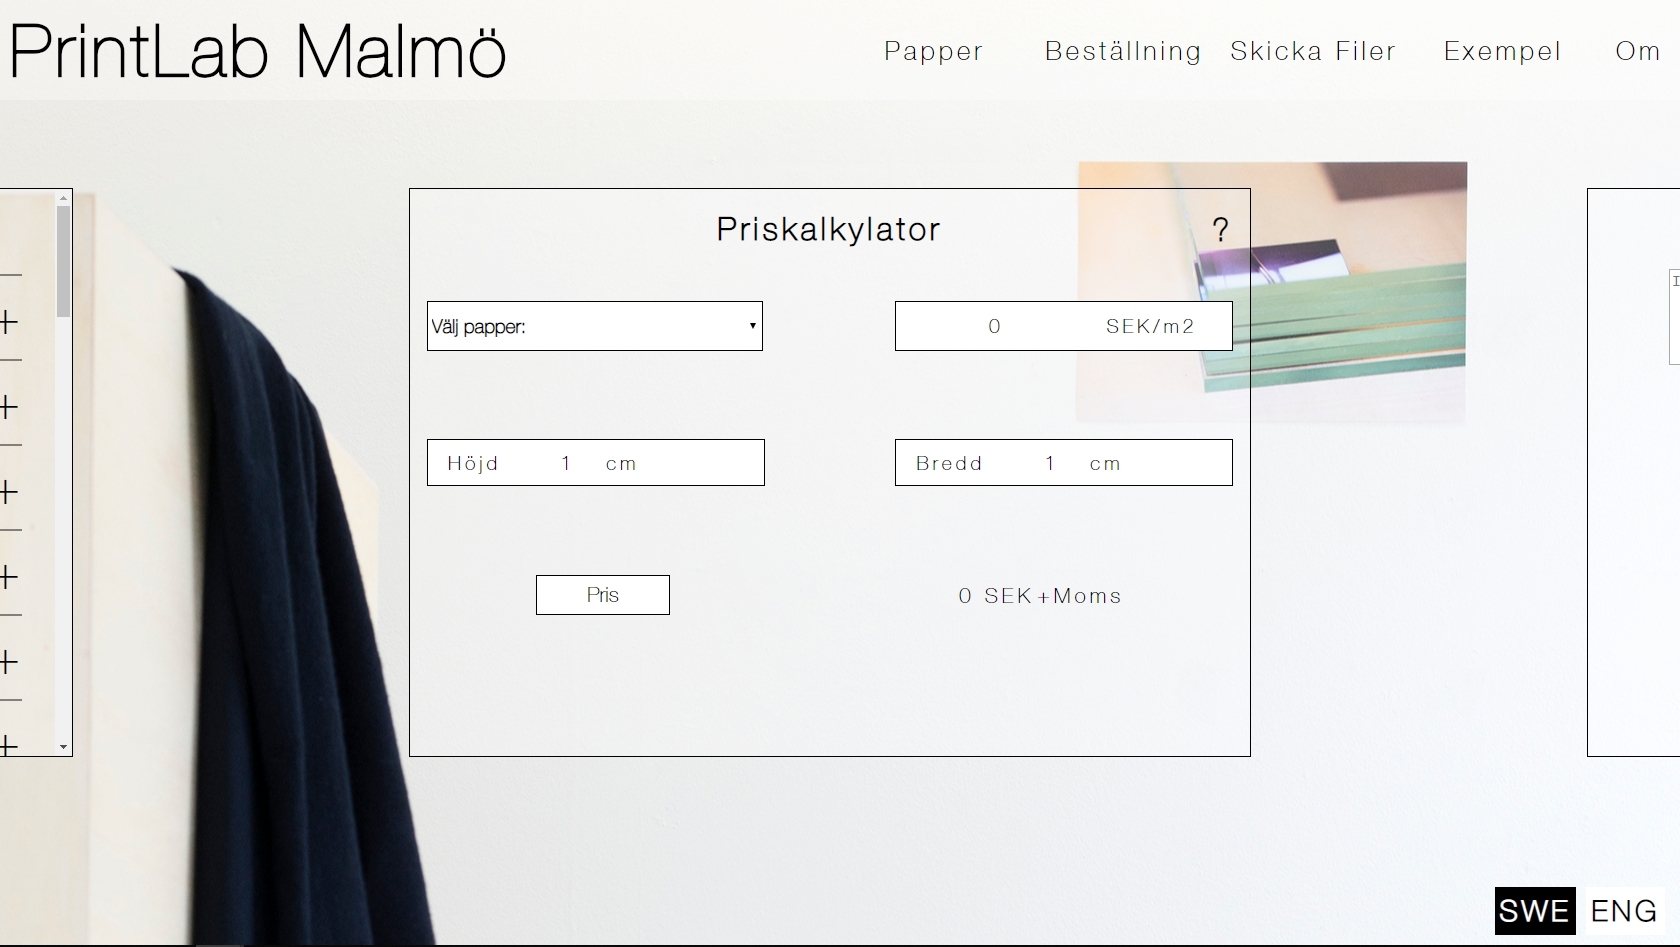 PrintLab Malmö
Papper Beställning Skicka Filer Exempel Om
Priskalkylator ?
Välj papper: 0 SEK/m2
Höjd 1 cm Bredd 1 cm
Pris 0 SEK +Moms
SWE ENG